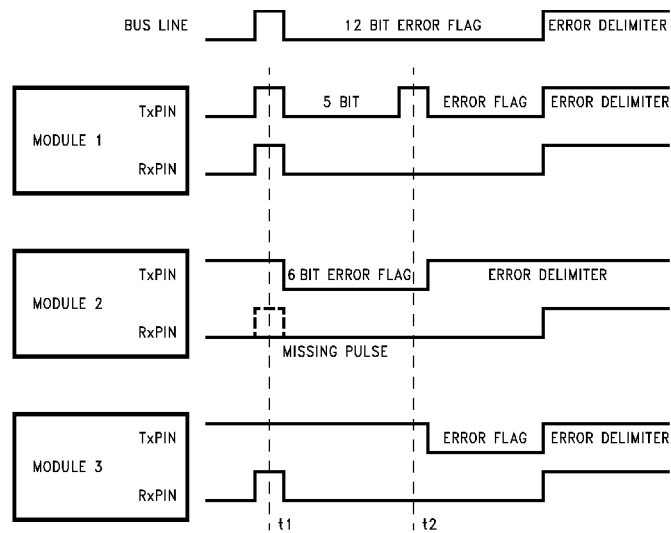 BUS LINE 12 BIT ERROR FLAG ERROR DELIMITER
TxPIN 5 BIT ERROR FLAG ERROR DELIMITER
MODULE 1
RxPIN
TxPIN 6 BIT ERROR FLAG ERROR DELIMITER
MODULE 2
RxPIN
MISSING PULSE
TxPIN ERROR FLAG ERROR DELIMITER
MODULE 3
RxPIN
t1 t2